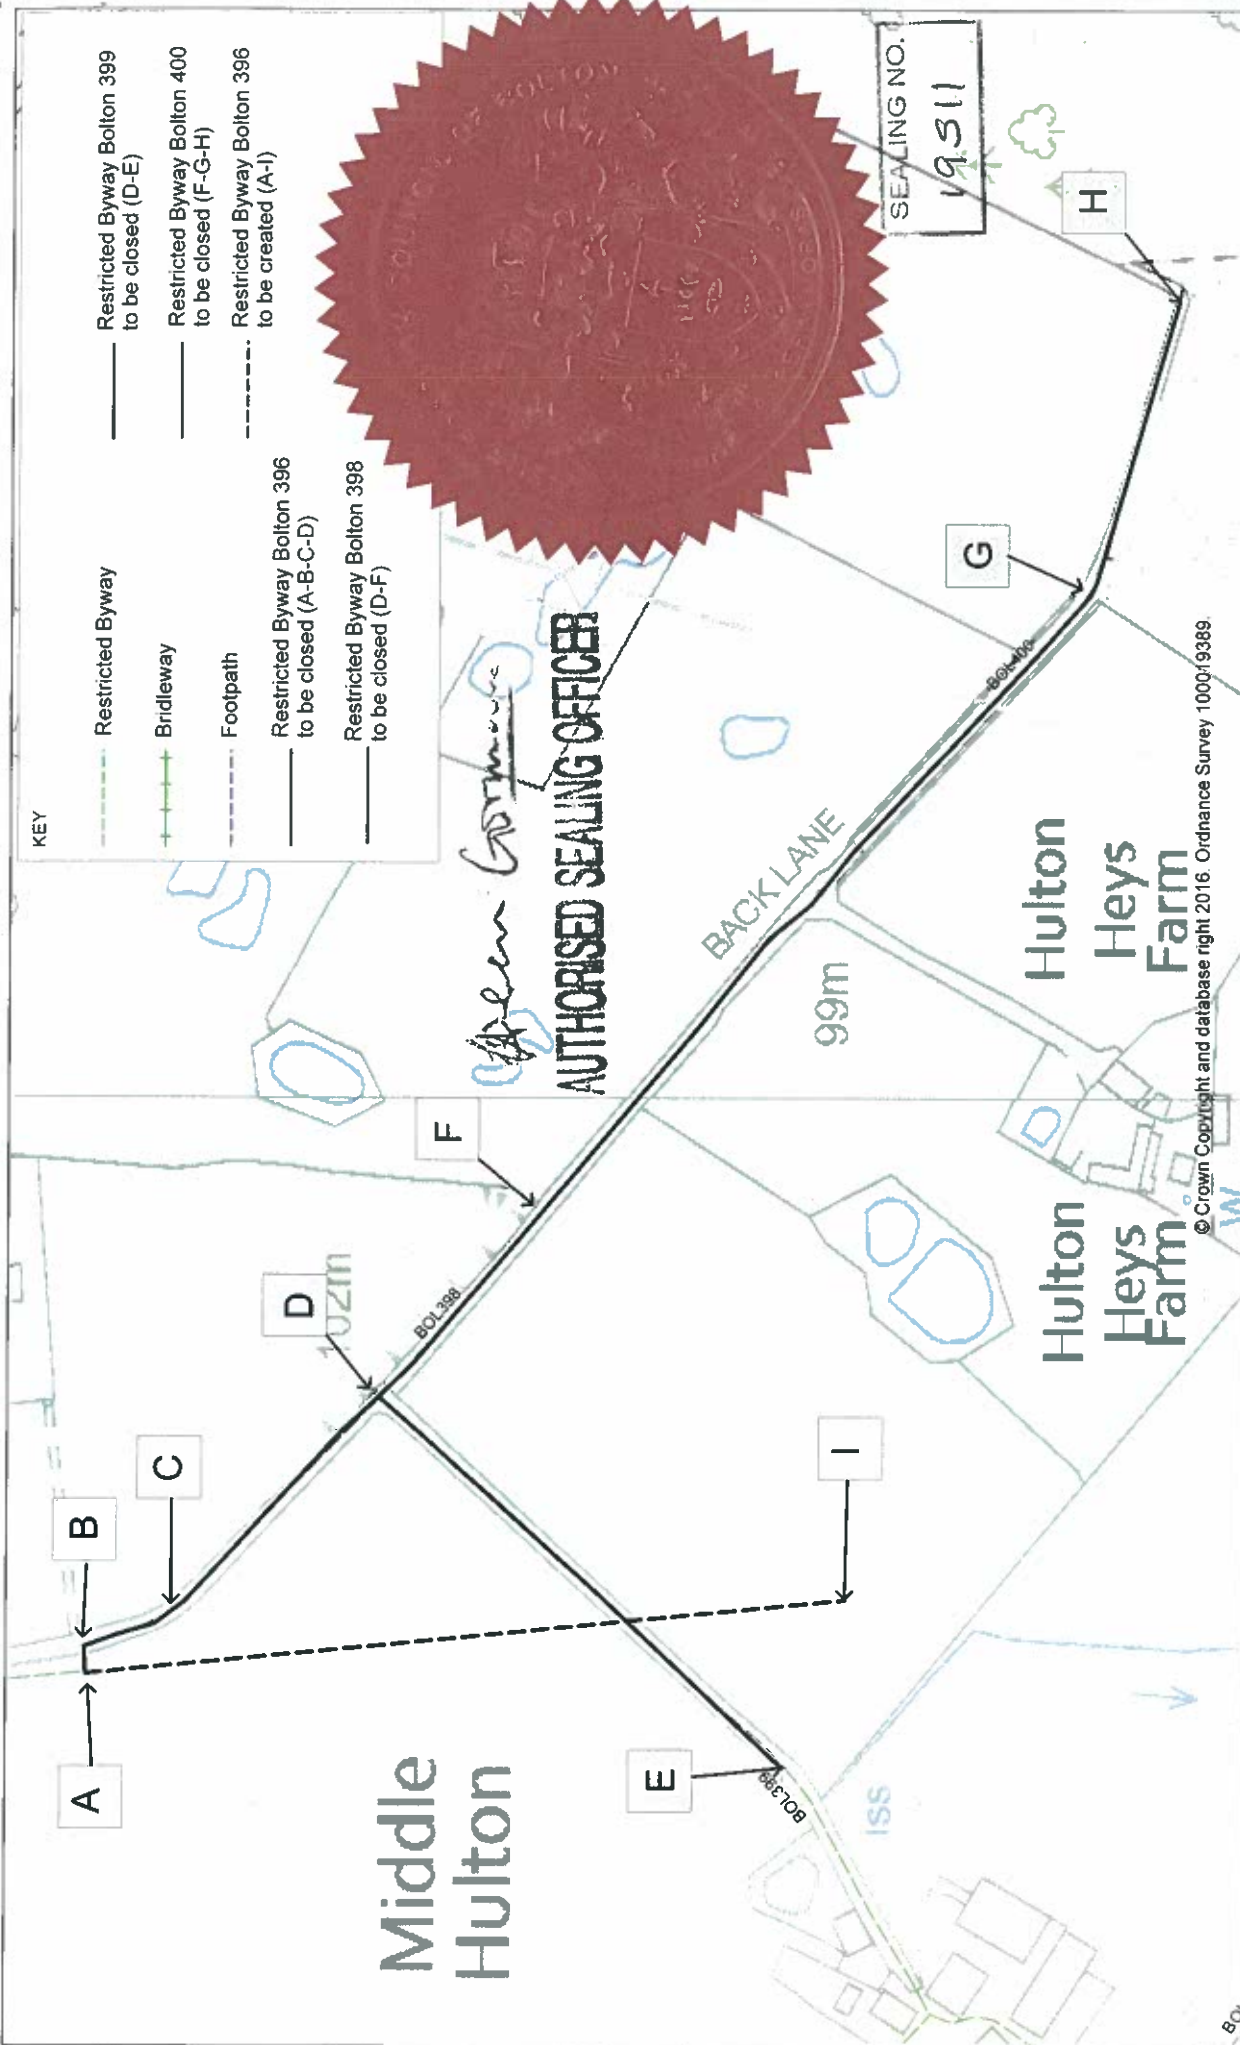 KEY
Restricted Byway
Bridleway
Footpath
Restricted Byway Bolton 396
to be closed (A-B-C-D)
Restricted Byway Bolton 398
to be closed (D-F)
Restricted Byway Bolton 399
to be closed (D-E)
Restricted Byway Bolton 400
to be closed (F-G-H)
Restricted Byway Bolton 396
to be created (A-I)
OF BOLTON
SEALING NO.
AUTHORISED SEALING OFFICER
A
B
C
D
E
F
G
H
I
102m
BOL398
BACK LANE
BOL400
99m
Middle
Hulton
BOL399
Iss
Hulton
Heys
Farm
Hulton
Heys
Farm
W
© Crown Copyright and database right 2016. Ordnance Survey 100019389.